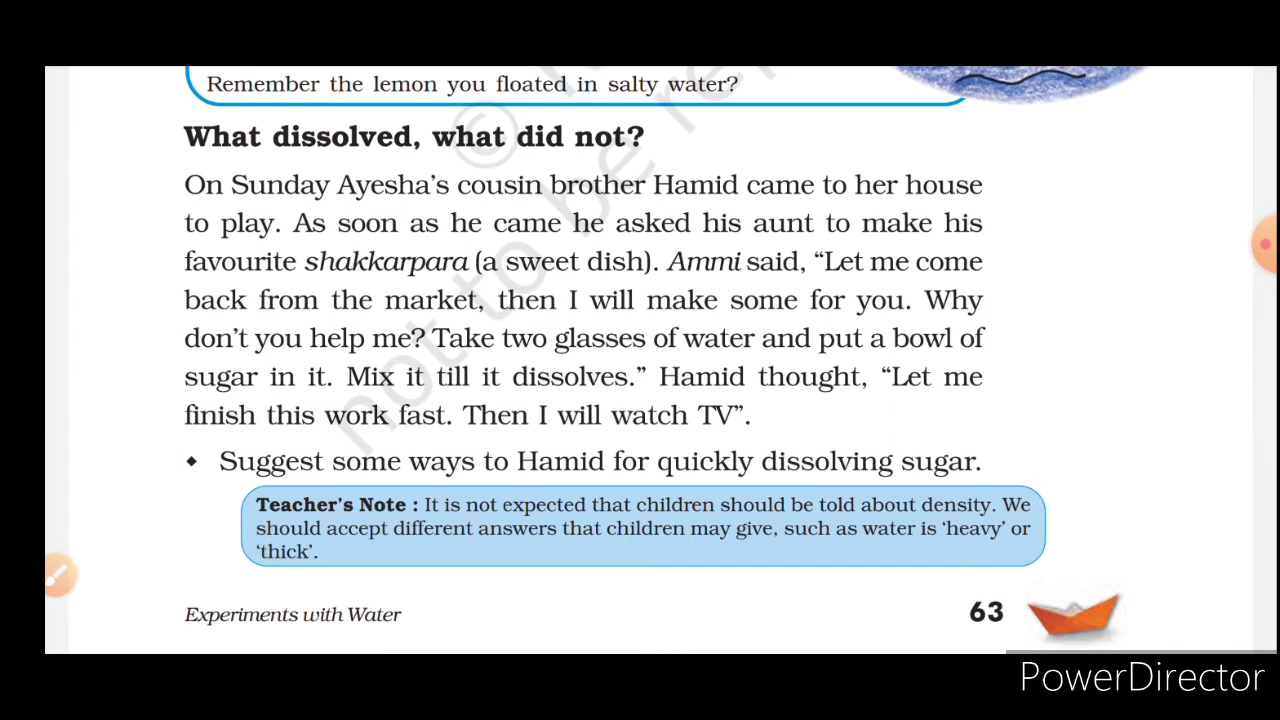 Remember the lemon you floated in salty water?
What dissolved, what did not?
On Sunday Ayesha’s cousin brother Hamid came to her house
to play. As soon as he came he asked his aunt to make his
favourite shakkarpara (a sweet dish). Ammi said, “Let me come
back from the market, then I will make some for you. Why
don’t you help me? Take two glasses of water and put a bowl of
sugar in it. Mix it till it dissolves.” Hamid thought, “Let me
finish this work fast. Then I will watch TV”.
◆ Suggest some ways to Hamid for quickly dissolving sugar.
Teacher’s Note : It is not expected that children should be told about density. We
should accept different answers that children may give, such as water is ‘heavy’ or
‘thick’.
Experiments with Water 63
not to be re
©
PowerDirector